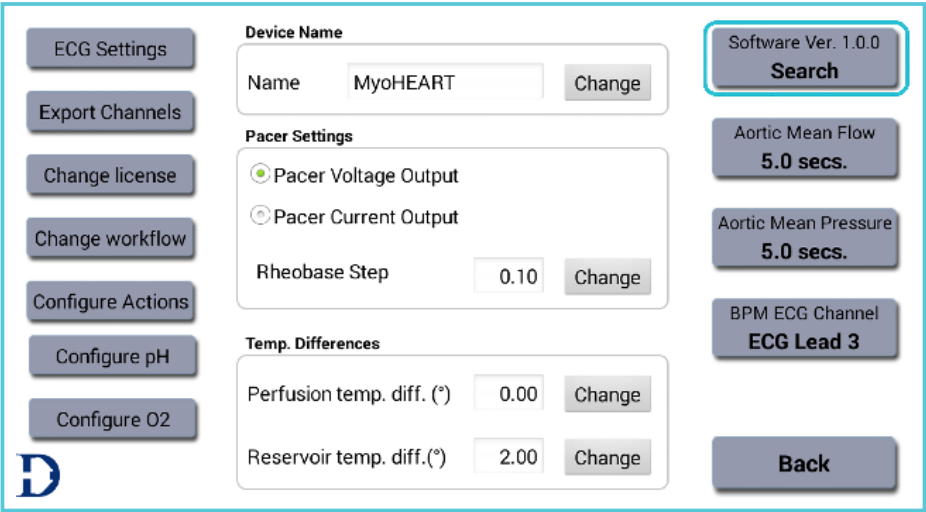 ECG Settings
Export Channels
Change license
Change workflow
Configure Actions
Configure pH
Configure O2
Device Name
Name MyoHEART Change
Pacer Settings
Pacer Voltage Output
Pacer Current Output
Rheobase Step 0.10 Change
Temp. Differences
Perfusion temp. diff. (°) 0.00 Change
Reservoir temp. diff.(°) 2.00 Change
Software Ver. 1.0.0
Search
Aortic Mean Flow
5.0 secs.
Aortic Mean Pressure
5.0 secs.
BPM ECG Channel
ECG Lead 3
Back
D